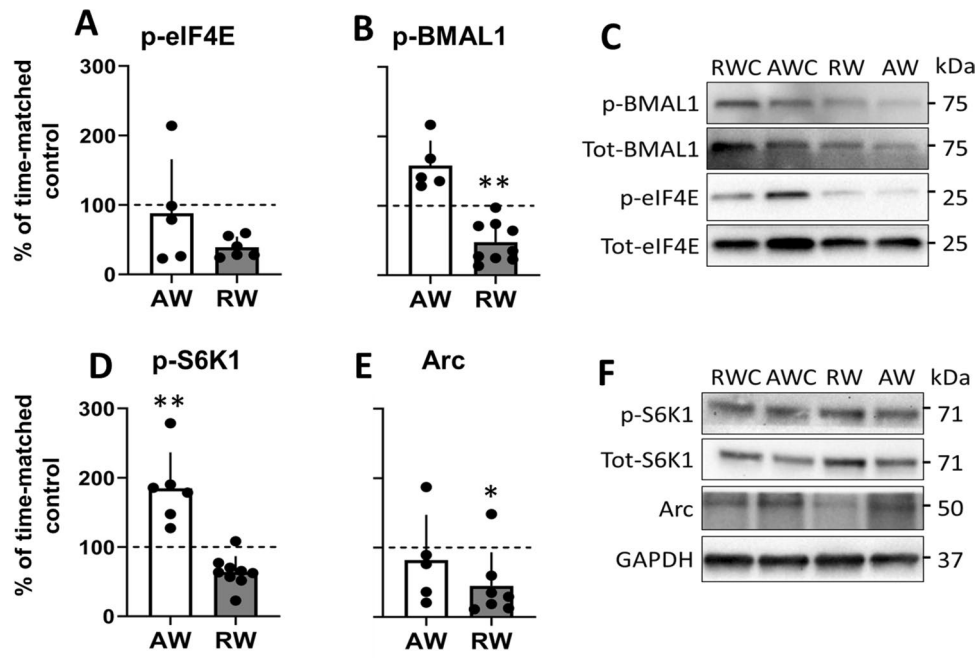 A
p-eIF4E
% of time-matched
control
300
200
100
0
AW RW
B
p-BMAL1
**
AW RW
C
RWC AWC RW AW kDa
p-BMAL1 75
Tot-BMAL1 75
p-eIF4E 25
Tot-eIF4E 25
D
p-S6K1
% of time-matched
control
300
200
100
0
**
AW RW
E
Arc
*
AW RW
F
RWC AWC RW AW kDa
p-S6K1 71
Tot-S6K1 71
Arc 50
GAPDH 37